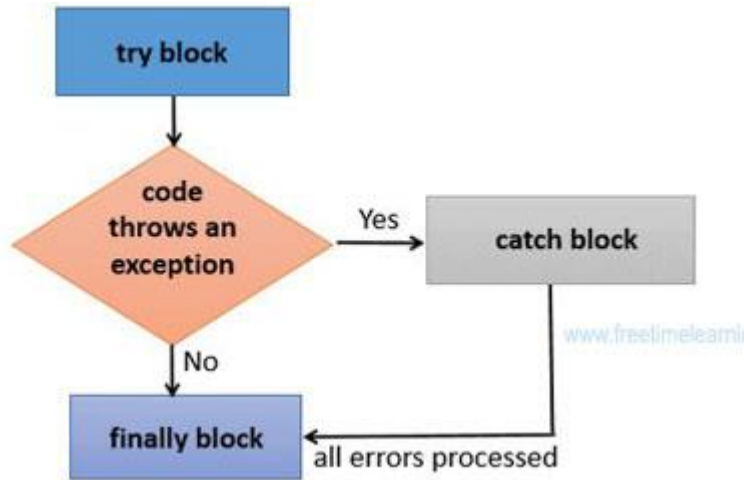 try block
code
throws an
exception
Yes
catch block
No
finally block
all errors processed